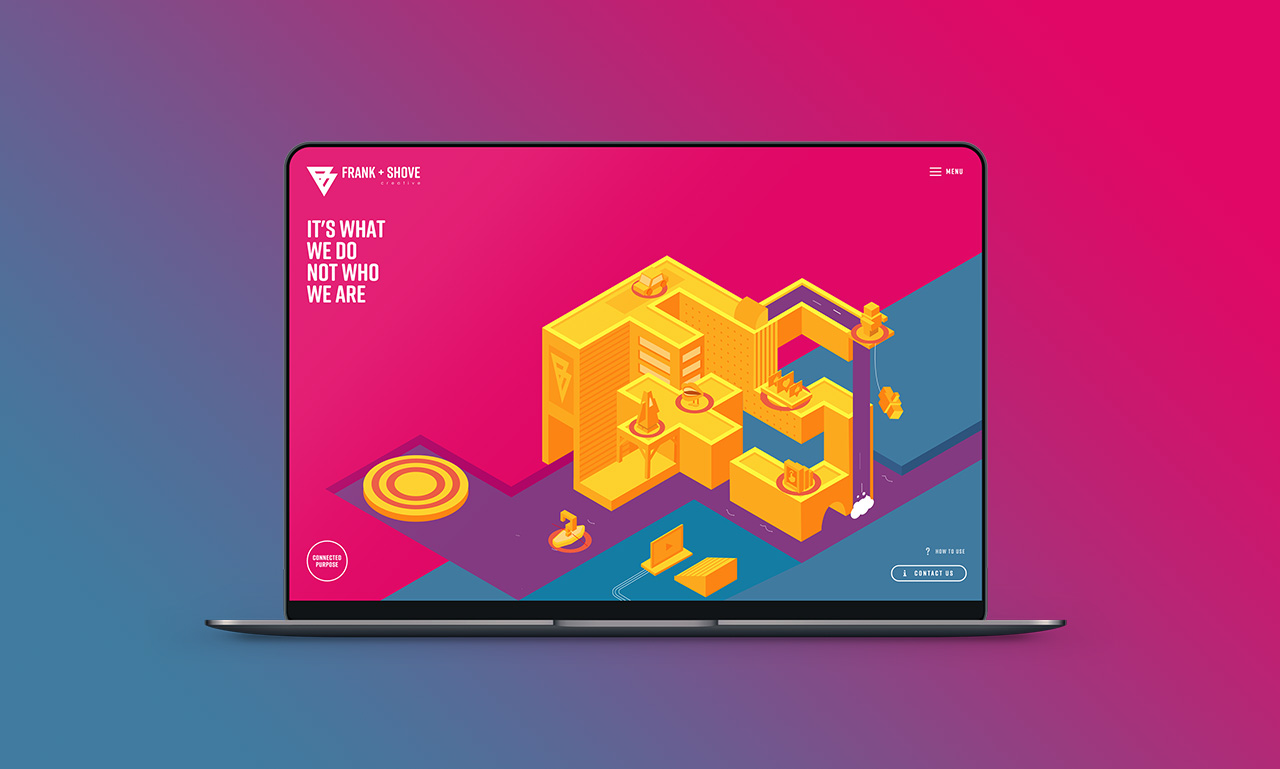 FRANK + SHOVE
creative
MENU
IT'S WHAT
WE DO
NOT WHO
WE ARE
CONNECTED
PURPOSE
? HOW TO USE
i CONTACT US